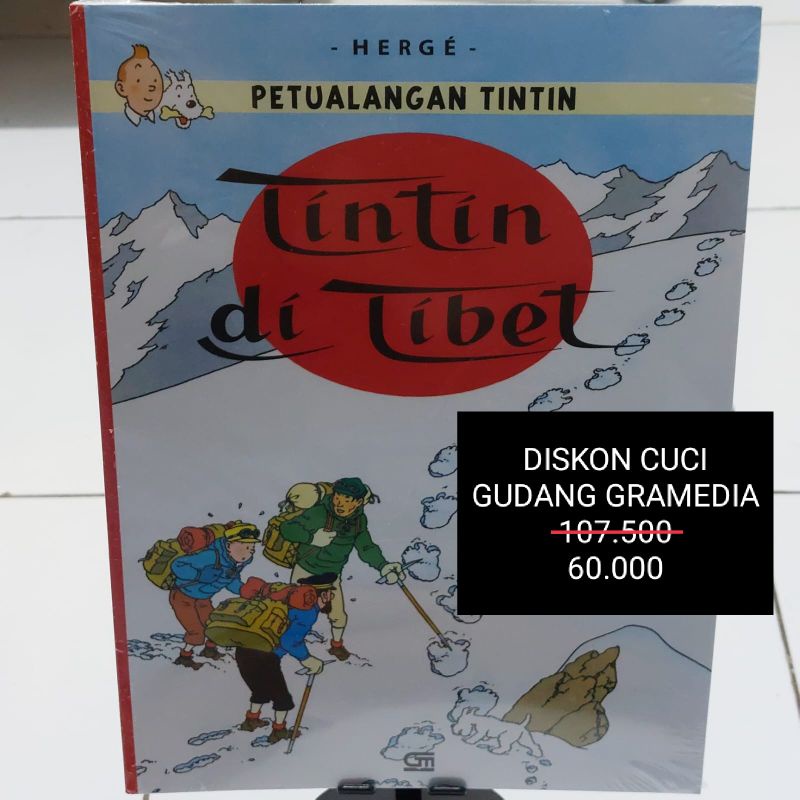 - HERGÉ -
PETUALANGAN TINTIN
Tintin
di Tibet
DISKON CUCI
GUDANG GRAMEDIA
107.500
60.000